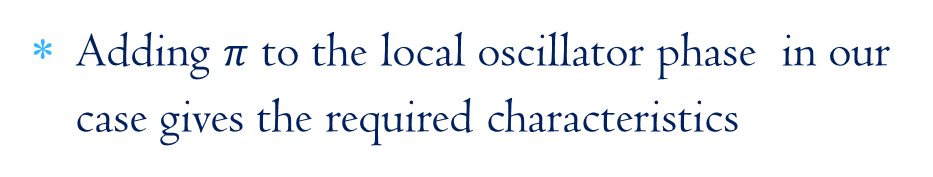 * Adding π to the local oscillator phase  in our
case gives the required characteristics